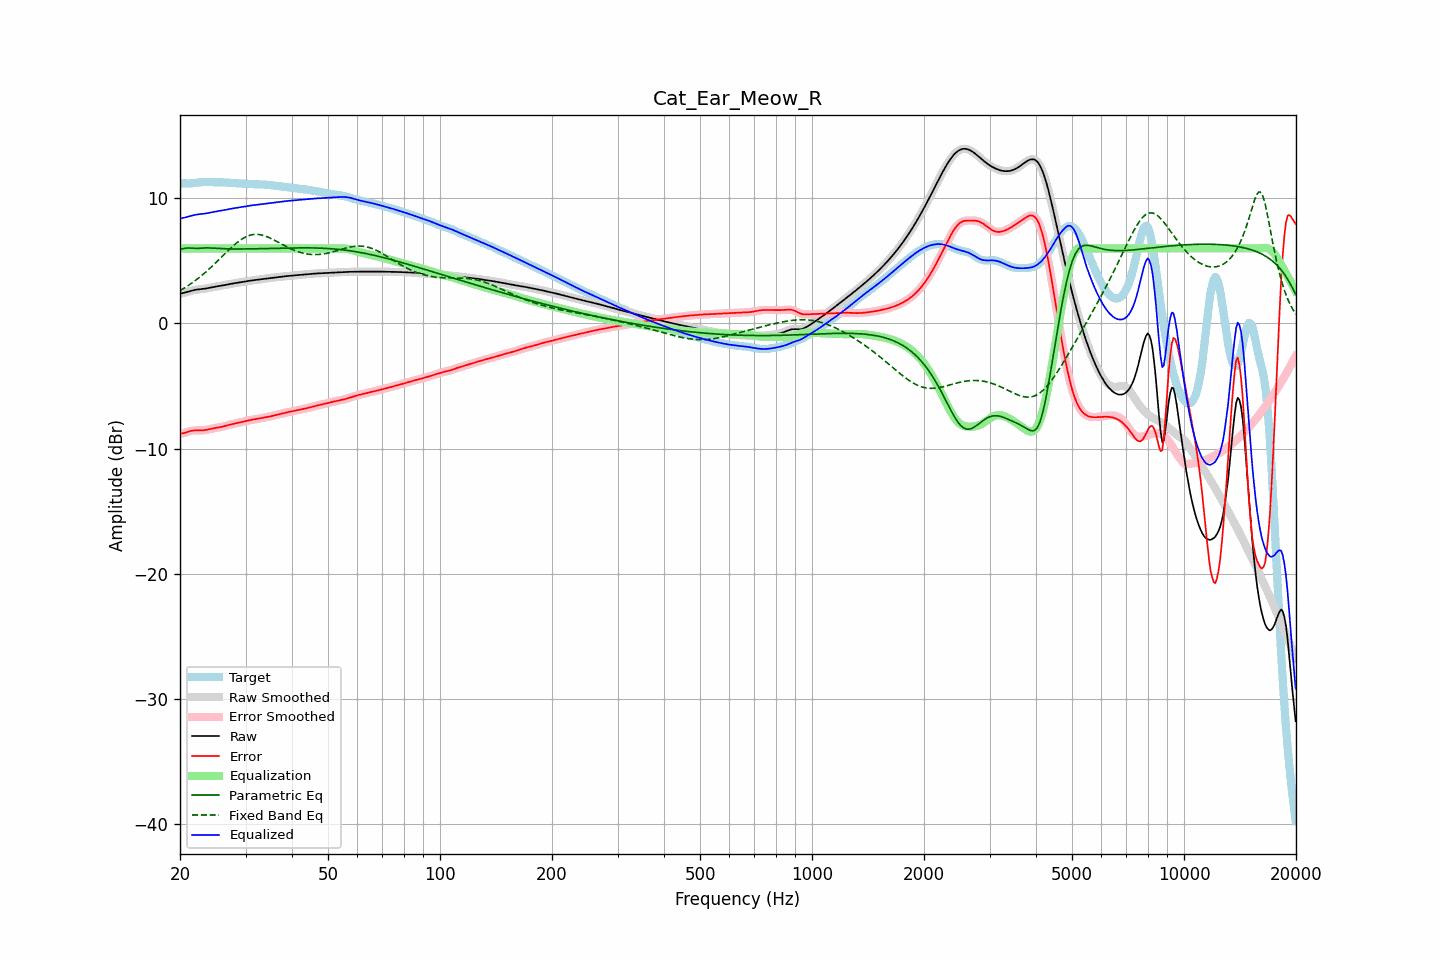 Cat_Ear_Meow_R
Amplitude (dBr)
10
0
−10
−20
−30
−40
Target
Raw Smoothed
Error Smoothed
Raw
Error
Equalization
Parametric Eq
Fixed Band Eq
Equalized
20 50 100 200 500 1000 2000 5000 10000 20000
Frequency (Hz)